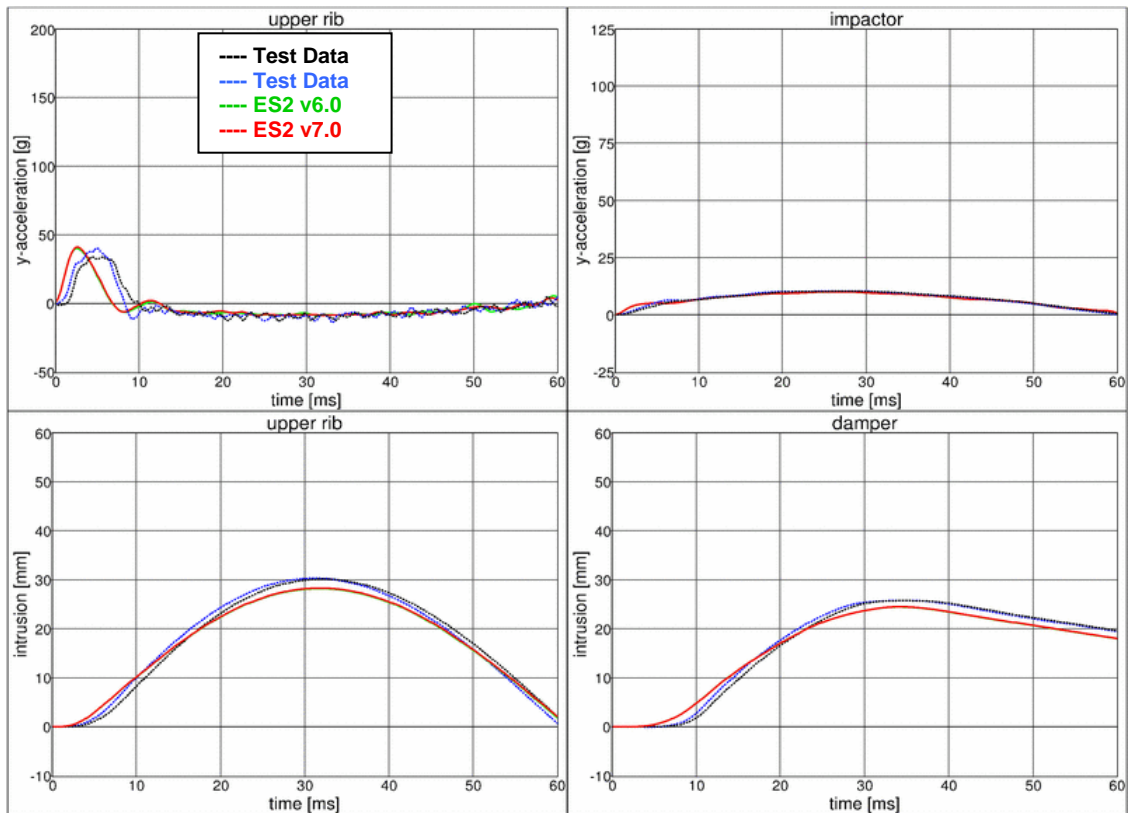 upper rib
200
150
100
50
0
-50
y-acceleration [g]
---- Test Data
---- Test Data
---- ES2 v6.0
---- ES2 v7.0
0 10 20 30 40 50 60
time [ms]
impactor
125
100
75
50
25
0
-25
y-acceleration [g]
0 10 20 30 40 50 60
time [ms]
upper rib
60
50
40
30
20
10
0
-10
intrusion [mm]
0 10 20 30 40 50 60
time [ms]
damper
60
50
40
30
20
10
0
-10
intrusion [mm]
0 10 20 30 40 50 60
time [ms]